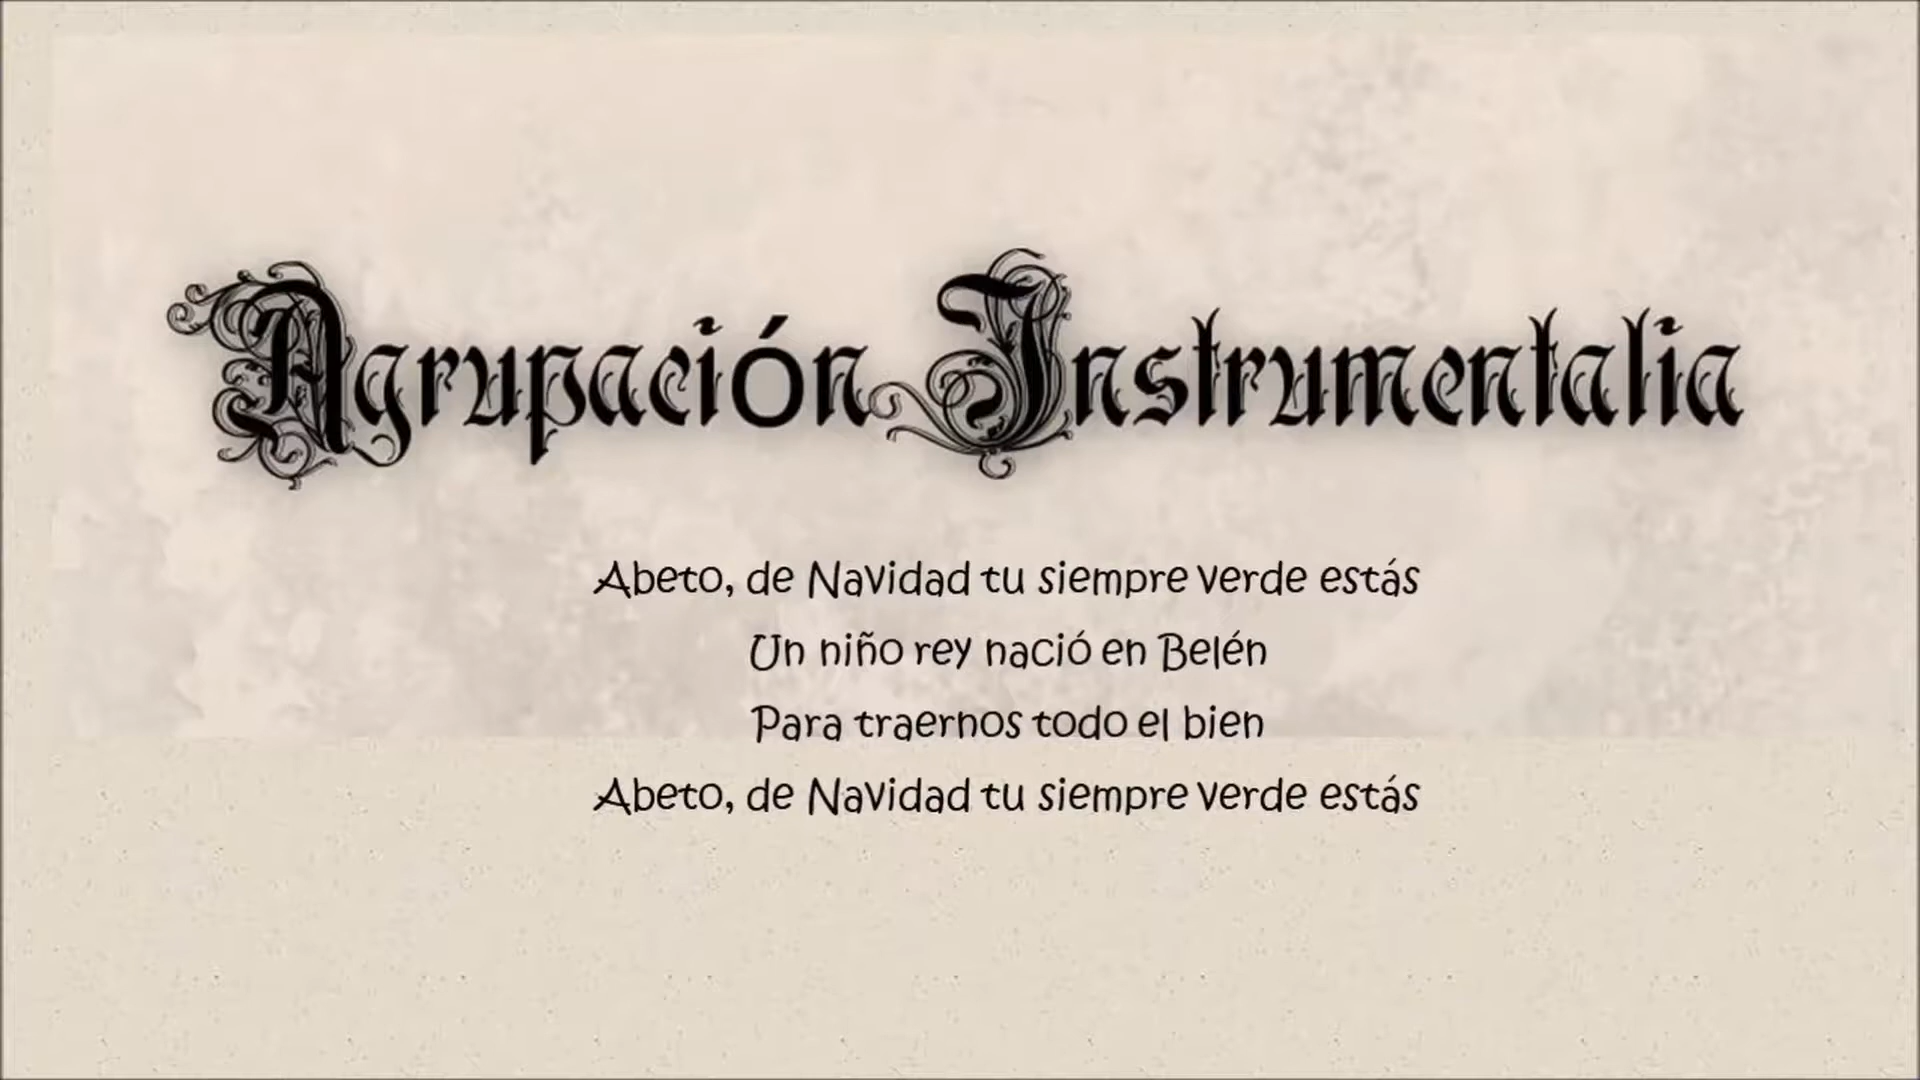 Agrupación Instrumentalia
Abeto, de Navidad tu siempre verde estás
Un niño rey nació en Belén
Para traernos todo el bien
Abeto, de Navidad tu siempre verde estás